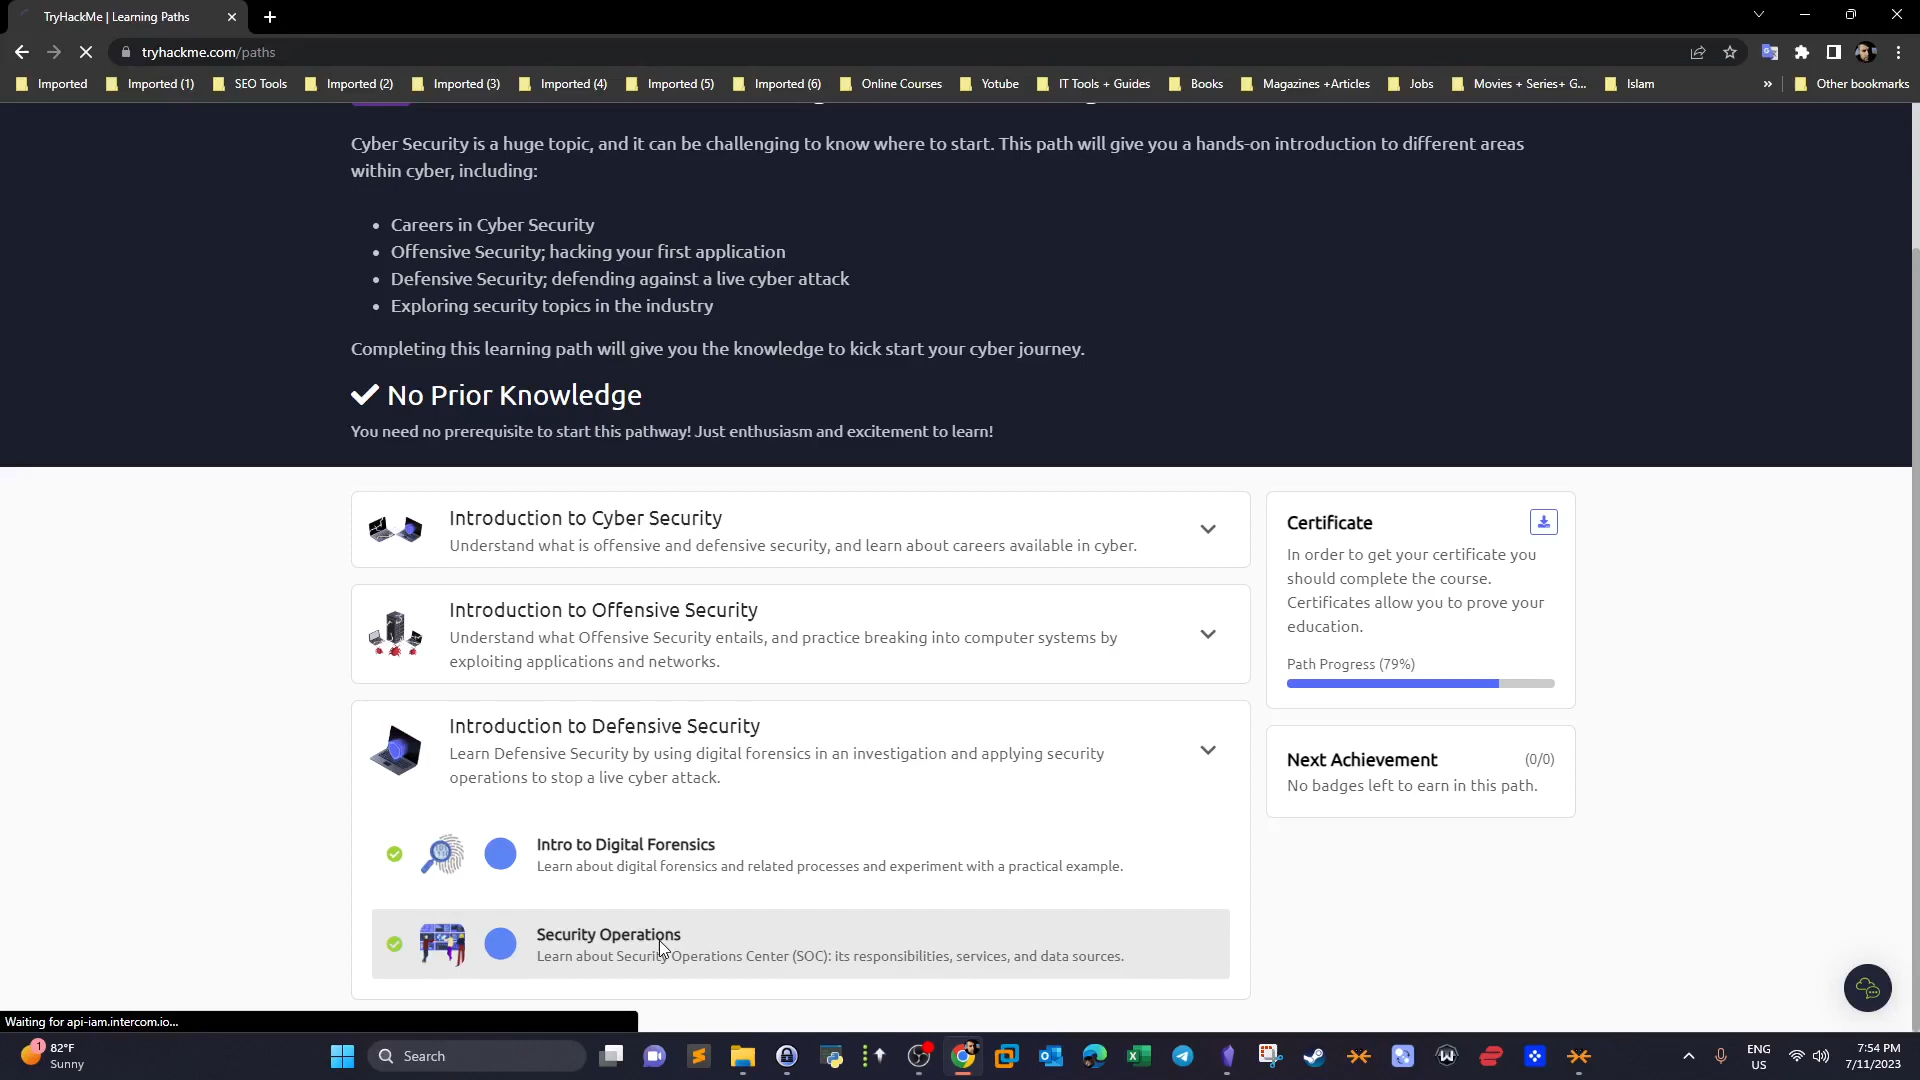 TryHackMe | Learning Paths
tryhackme.com/paths
Imported
Imported (1)
SEO Tools
Imported (2)
Imported (3)
Imported (4)
Imported (5)
Imported (6)
Online Courses
Yotube
IT Tools + Guides
Books
Magazines +Articles
Jobs
Movies + Series+ G...
Islam
»
Other bookmarks
Cyber Security is a huge topic, and it can be challenging to know where to start. This path will give you a hands-on introduction to different areas
within cyber, including:
• Careers in Cyber Security
• Offensive Security; hacking your first application
• Defensive Security; defending against a live cyber attack
• Exploring security topics in the industry
Completing this learning path will give you the knowledge to kick start your cyber journey.
No Prior Knowledge
You need no prerequisite to start this pathway! Just enthusiasm and excitement to learn!
Introduction to Cyber Security
Understand what is offensive and defensive security, and learn about careers available in cyber.
Introduction to Offensive Security
Understand what Offensive Security entails, and practice breaking into computer systems by
exploiting applications and networks.
Introduction to Defensive Security
Learn Defensive Security by using digital forensics in an investigation and applying security
operations to stop a live cyber attack.
Intro to Digital Forensics
Learn about digital forensics and related processes and experiment with a practical example.
Security Operations
Learn about Security Operations Center (SOC): its responsibilities, services, and data sources.
Certificate
In order to get your certificate you
should complete the course.
Certificates allow you to prove your
education.
Path Progress (79%)
Next Achievement (0/0)
No badges left to earn in this path.
Waiting for api-iam.intercom.io...
1
82°F
Sunny
Search
ENG
US
7:54 PM
7/11/2023